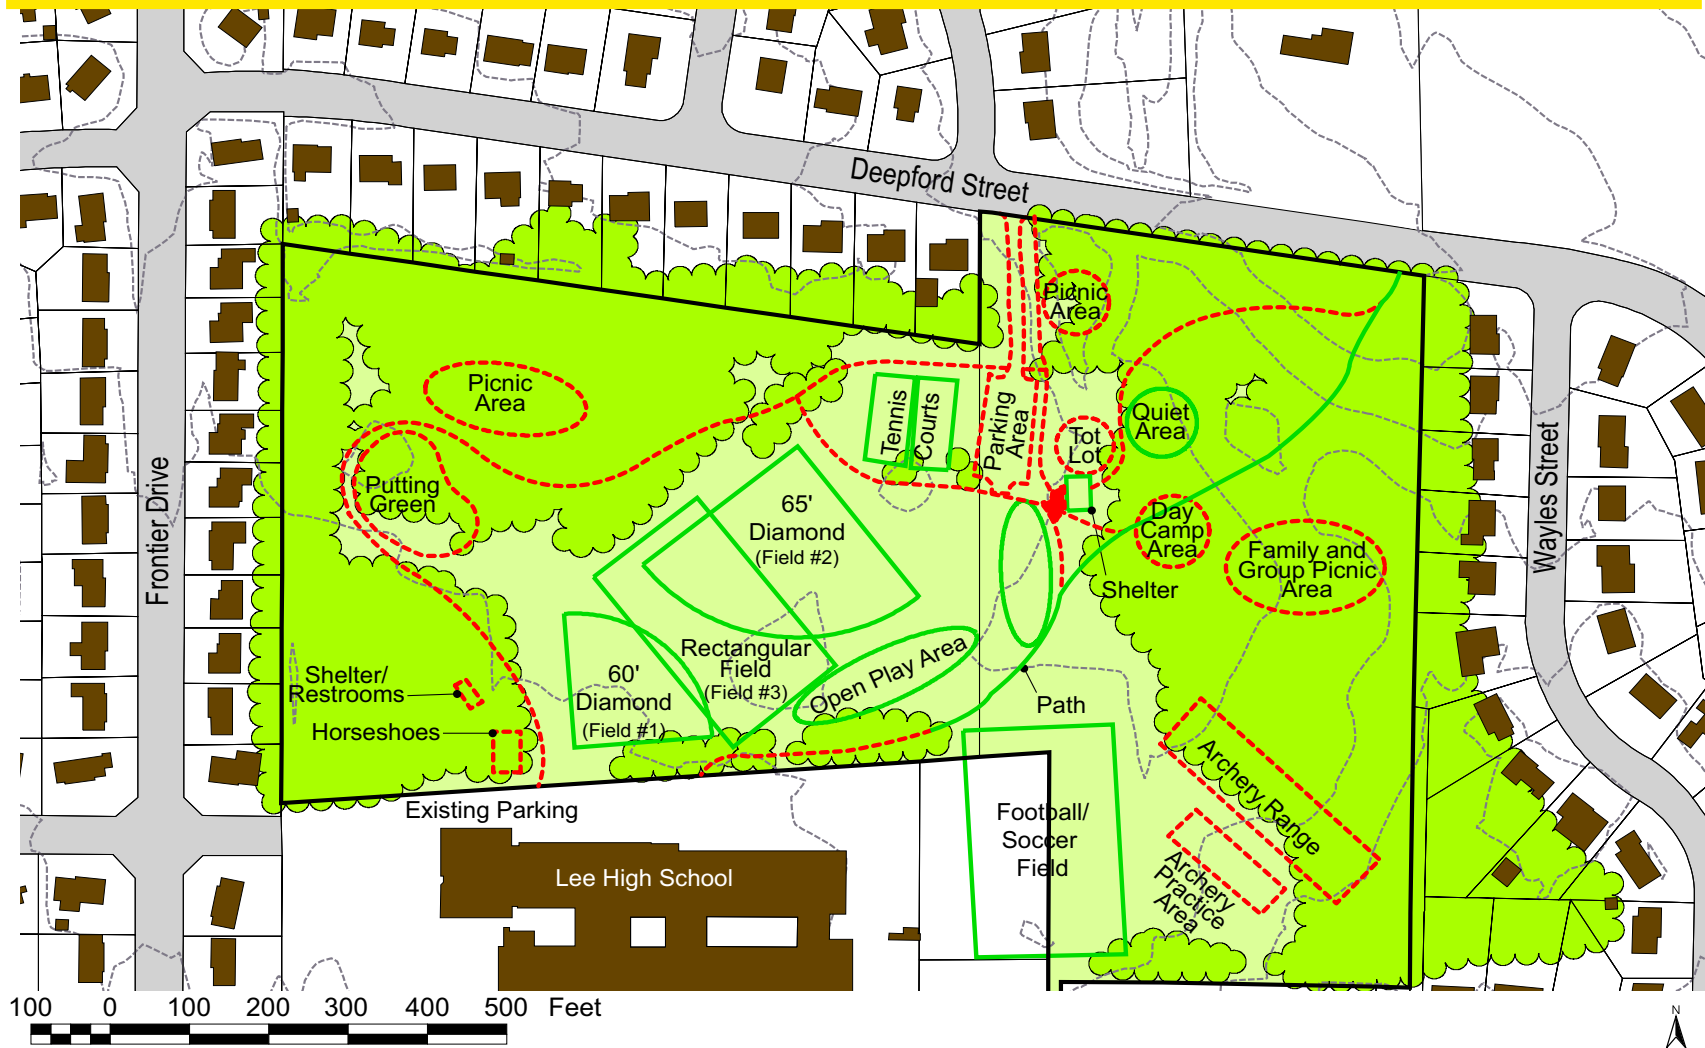 Deepford Street
Picnic
Area
Picnic
Area
Tennis
Courts
Parking
Area
Quiet
Area
Tot
Lot
Putting
Green
Frontier Drive
Wayles Street
65'
Diamond
(Field #2)
Day
Camp
Area
Family and
Group Picnic
Area
Shelter
Rectangular
Field
(Field #3)
Open Play Area
60'
Diamond
(Field #1)
Shelter/
Restrooms
Horseshoes
Path
Archery Range
Existing Parking
Football/
Soccer
Field
Archery
Practice
Area
Lee High School
100 0 100 200 300 400 500 Feet
N